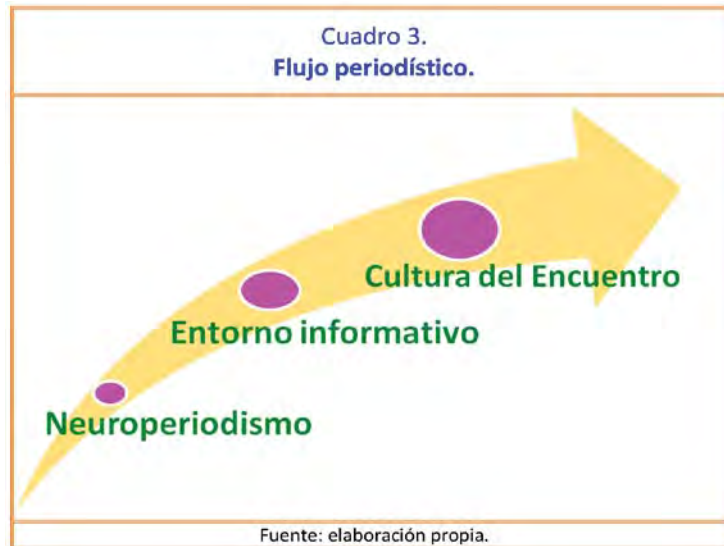 Cuadro 3.
Flujo periodístico.
Cultura del Encuentro
Entorno informativo
Neuroperiodismo
Fuente: elaboración propia.